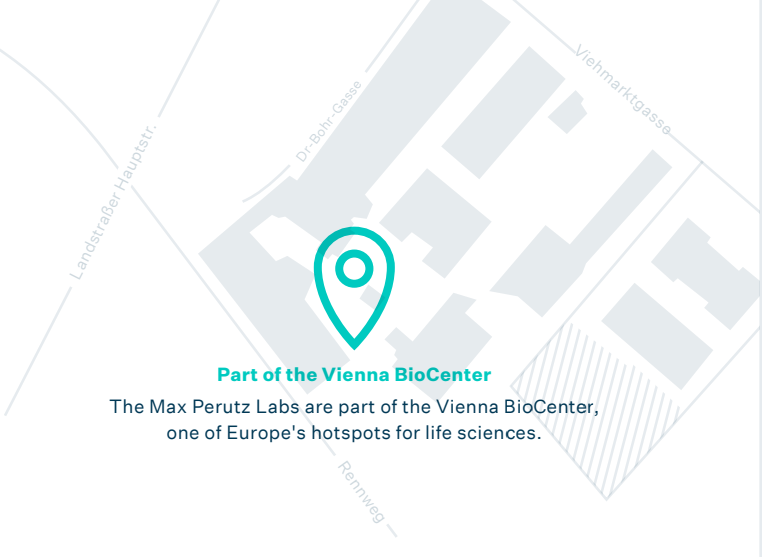 Viehmarktgasse
Dr-Bohr-Gasse
Landstraßer Hauptstr.
Part of the Vienna BioCenter
The Max Perutz Labs are part of the Vienna BioCenter,
one of Europe's hotspots for life sciences.
Rennweg